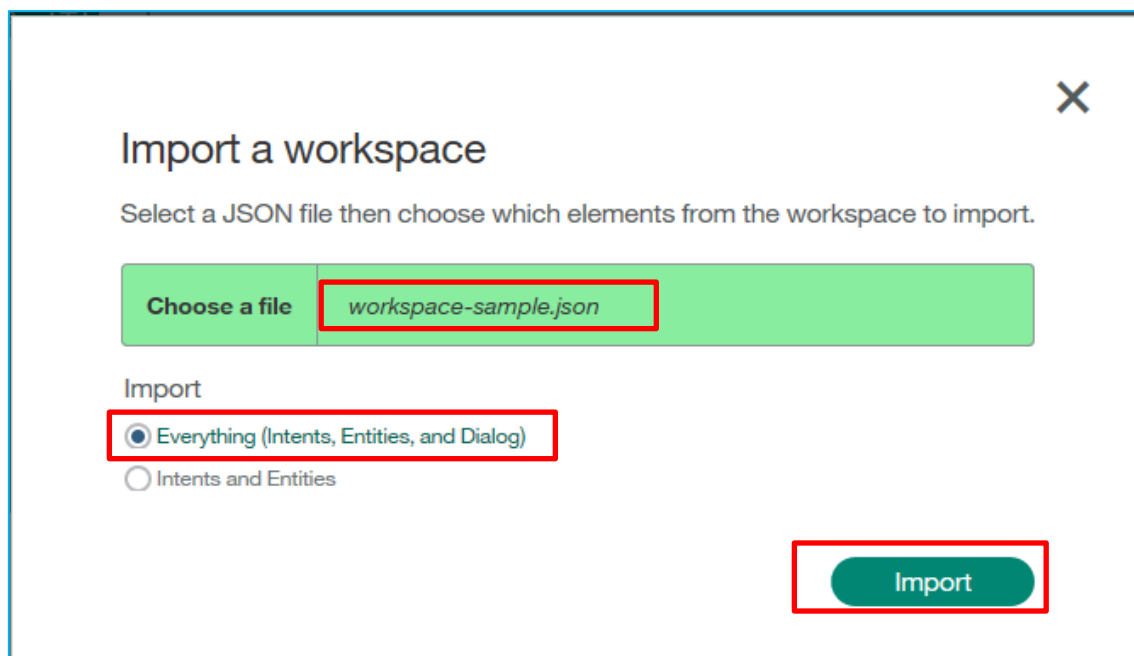 Import a workspace
Select a JSON file then choose which elements from the workspace to import.
Choose a file workspace-sample.json
Import
Everything (Intents, Entities, and Dialog)
Intents and Entities
Import